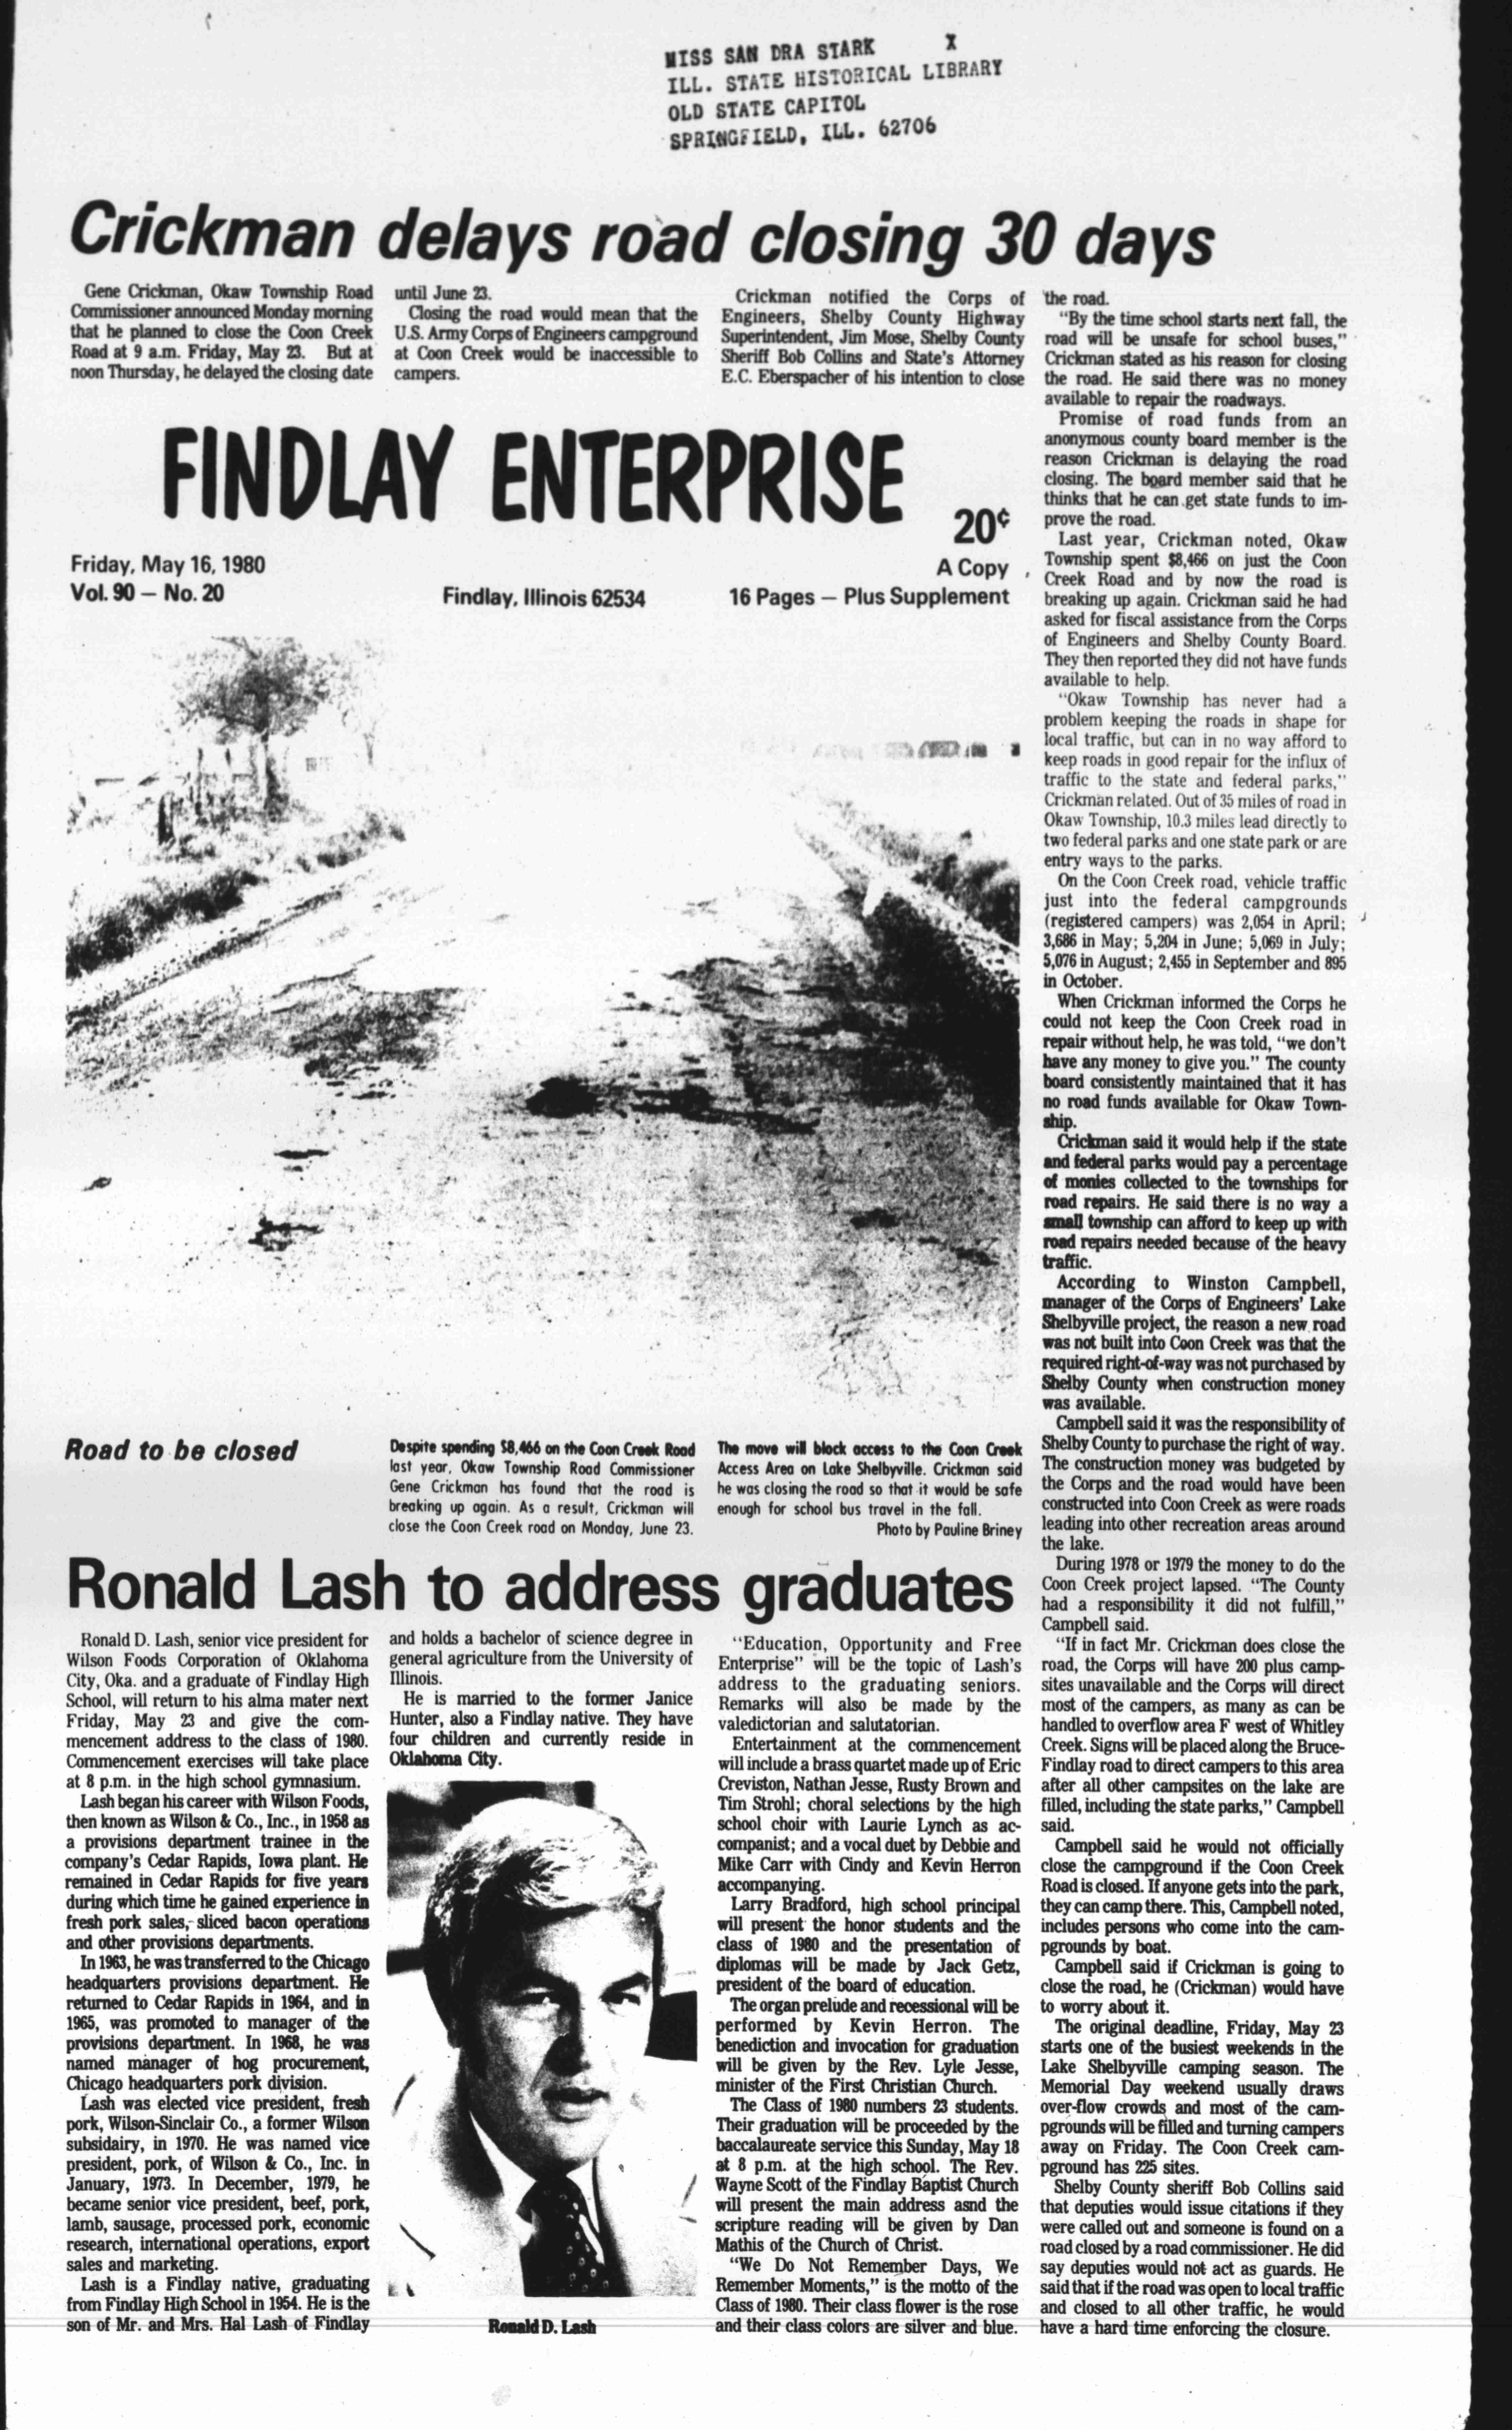 MISS SAN DRA STARK X
ILL. STATE HISTORICAL LIBRARY
OLD STATE CAPITOL
SPRINGFIELD, ILL. 62706
Crickman delays road closing 30 days
Gene Crickman, Okaw Township Road
Commissioner announced Monday morning
that he planned to close the Coon Creek
Road at 9 a.m. Friday, May 23. But at
noon Thursday, he delayed the closing date
until June 23.
Closing the road would mean that the
U.S. Army Corps of Engineers campground
at Coon Creek would be inaccessible to
campers.
Crickman notified the Corps of
Engineers, Shelby County Highway
Superintendent, Jim Mose, Shelby County
Sheriff Bob Collins and State's Attorney
E.C. Eberspacher of his intention to close
the road.
"By the time school starts next fall, the
road will be unsafe for school buses,"
Crickman stated as his reason for closing
the road. He said there was no money
available to repair the roadways.
Promise of road funds from an
anonymous county board member is the
reason Crickman is delaying the road
closing. The board member said that he
thinks that he can get state funds to im-
prove the road.
Last year, Crickman noted, Okaw
Township spent $8,466 on just the Coon
Creek Road and by now the road is
breaking up again. Crickman said he had
asked for fiscal assistance from the Corps
of Engineers and Shelby County Board.
They then reported they did not have funds
available to help.
"Okaw Township has never had a
problem keeping the roads in shape for
local traffic, but can in no way afford to
keep roads in good repair for the influx of
traffic to the state and federal parks,"
Crickman related. Out of 35 miles of road in
Okaw Township, 10.3 miles lead directly to
two federal parks and one state park or are
entry ways to the parks.
On the Coon Creek road, vehicle traffic
just into the federal campgrounds
(registered campers) was 2,054 in April;
3,686 in May; 5,204 in June; 5,069 in July;
5,076 in August; 2,455 in September and 895
in October.
When Crickman informed the Corps he
could not keep the Coon Creek road in
repair without help, he was told, "we don't
have any money to give you." The county
board consistently maintained that it has
no road funds available for Okaw Town-
ship.
Crickman said it would help if the state
and federal parks would pay a percentage
of monies collected to the townships for
road repairs. He said there is no way a
small township can afford to keep up with
road repairs needed because of the heavy
traffic.
According to Winston Campbell,
manager of the Corps of Engineers' Lake
Shelbyville project, the reason a new road
was not built into Coon Creek was that the
required right-of-way was not purchased by
Shelby County when construction money
was available.
Campbell said it was the responsibility of
Shelby County to purchase the right of way.
The construction money was budgeted by
the Corps and the road would have been
constructed into Coon Creek as were roads
leading into other recreation areas around
the lake.
During 1978 or 1979 the money to do the
Coon Creek project lapsed. "The County
had a responsibility it did not fulfill,"
Campbell said.
"If in fact Mr. Crickman does close the
road, the Corps will have 200 plus camp-
sites unavailable and the Corps will direct
most of the campers, as many as can be
handled to overflow area F west of Whitley
Creek. Signs will be placed along the Bruce-
Findlay road to direct campers to this area
after all other campsites on the lake are
filled, including the state parks," Campbell
said.
Campbell said he would not officially
close the campground if the Coon Creek
Road is closed. If anyone gets into the park,
they can camp there. This, Campbell noted,
includes persons who come into the cam-
pgrounds by boat.
Campbell said if Crickman is going to
close the road, he (Crickman) would have
to worry about it.
The original deadline, Friday, May 23
starts one of the busiest weekends in the
Lake Shelbyville camping season. The
Memorial Day weekend usually draws
over-flow crowds and most of the cam-
pgrounds will be filled and turning campers
away on Friday. The Coon Creek cam-
pground has 225 sites.
Shelby County sheriff Bob Collins said
that deputies would issue citations if they
were called out and someone is found on a
road closed by a road commissioner. He did
say deputies would not act as guards. He
said that if the road was open to local traffic
and closed to all other traffic, he would
have a hard time enforcing the closure.
FINDLAY ENTERPRISE
20¢
A Copy
Friday, May 16, 1980
Vol. 90 — No. 20
Findlay, Illinois 62534
16 Pages — Plus Supplement
Road to be closed
Despite spending $8,466 on the Coon Creek Road
last year, Okaw Township Road Commissioner
Gene Crickman has found that the road is
breaking up again. As a result, Crickman will
close the Coon Creek road on Monday, June 23.
The move will block access to the Coon Creek
Access Area on Lake Shelbyville. Crickman said
he was closing the road so that it would be safe
enough for school bus travel in the fall.
Photo by Pauline Briney
Ronald Lash to address graduates
Ronald D. Lash, senior vice president for
Wilson Foods Corporation of Oklahoma
City, Oka. and a graduate of Findlay High
School, will return to his alma mater next
Friday, May 23 and give the com-
mencement address to the class of 1980.
Commencement exercises will take place
at 8 p.m. in the high school gymnasium.
Lash began his career with Wilson Foods,
then known as Wilson & Co., Inc., in 1958 as
a provisions department trainee in the
company's Cedar Rapids, Iowa plant. He
remained in Cedar Rapids for five years
during which time he gained experience in
fresh pork sales, sliced bacon operations
and other provisions departments.
In 1963, he was transferred to the Chicago
headquarters provisions department. He
returned to Cedar Rapids in 1964, and in
1965, was promoted to manager of the
provisions department. In 1968, he was
named manager of hog procurement,
Chicago headquarters pork division.
Lash was elected vice president, fresh
pork, Wilson-Sinclair Co., a former Wilson
subsidairy, in 1970. He was named vice
president, pork, of Wilson & Co., Inc. in
January, 1973. In December, 1979, he
became senior vice president, beef, pork,
lamb, sausage, processed pork, economic
research, international operations, export
sales and marketing.
Lash is a Findlay native, graduating
from Findlay High School in 1954. He is the
son of Mr. and Mrs. Hal Lash of Findlay
and holds a bachelor of science degree in
general agriculture from the University of
Illinois.
He is married to the former Janice
Hunter, also a Findlay native. They have
four children and currently reside in
Oklahoma City.
Ronald D. Lash
"Education, Opportunity and Free
Enterprise" will be the topic of Lash's
address to the graduating seniors.
Remarks will also be made by the
valedictorian and salutatorian.
Entertainment at the commencement
will include a brass quartet made up of Eric
Creviston, Nathan Jesse, Rusty Brown and
Tim Strohl; choral selections by the high
school choir with Laurie Lynch as ac-
companist; and a vocal duet by Debbie and
Mike Carr with Cindy and Kevin Herron
accompanying.
Larry Bradford, high school principal
will present the honor students and the
class of 1980 and the presentation of
diplomas will be made by Jack Getz,
president of the board of education.
The organ prelude and recessional will be
performed by Kevin Herron. The
benediction and invocation for graduation
will be given by the Rev. Lyle Jesse,
minister of the First Christian Church.
The Class of 1980 numbers 23 students.
Their graduation will be proceeded by the
baccalaureate service this Sunday, May 18
at 8 p.m. at the high school. The Rev.
Wayne Scott of the Findlay Baptist Church
will present the main address asnd the
scripture reading will be given by Dan
Mathis of the Church of Christ.
"We Do Not Remember Days, We
Remember Moments," is the motto of the
Class of 1980. Their class flower is the rose
and their class colors are silver and blue.